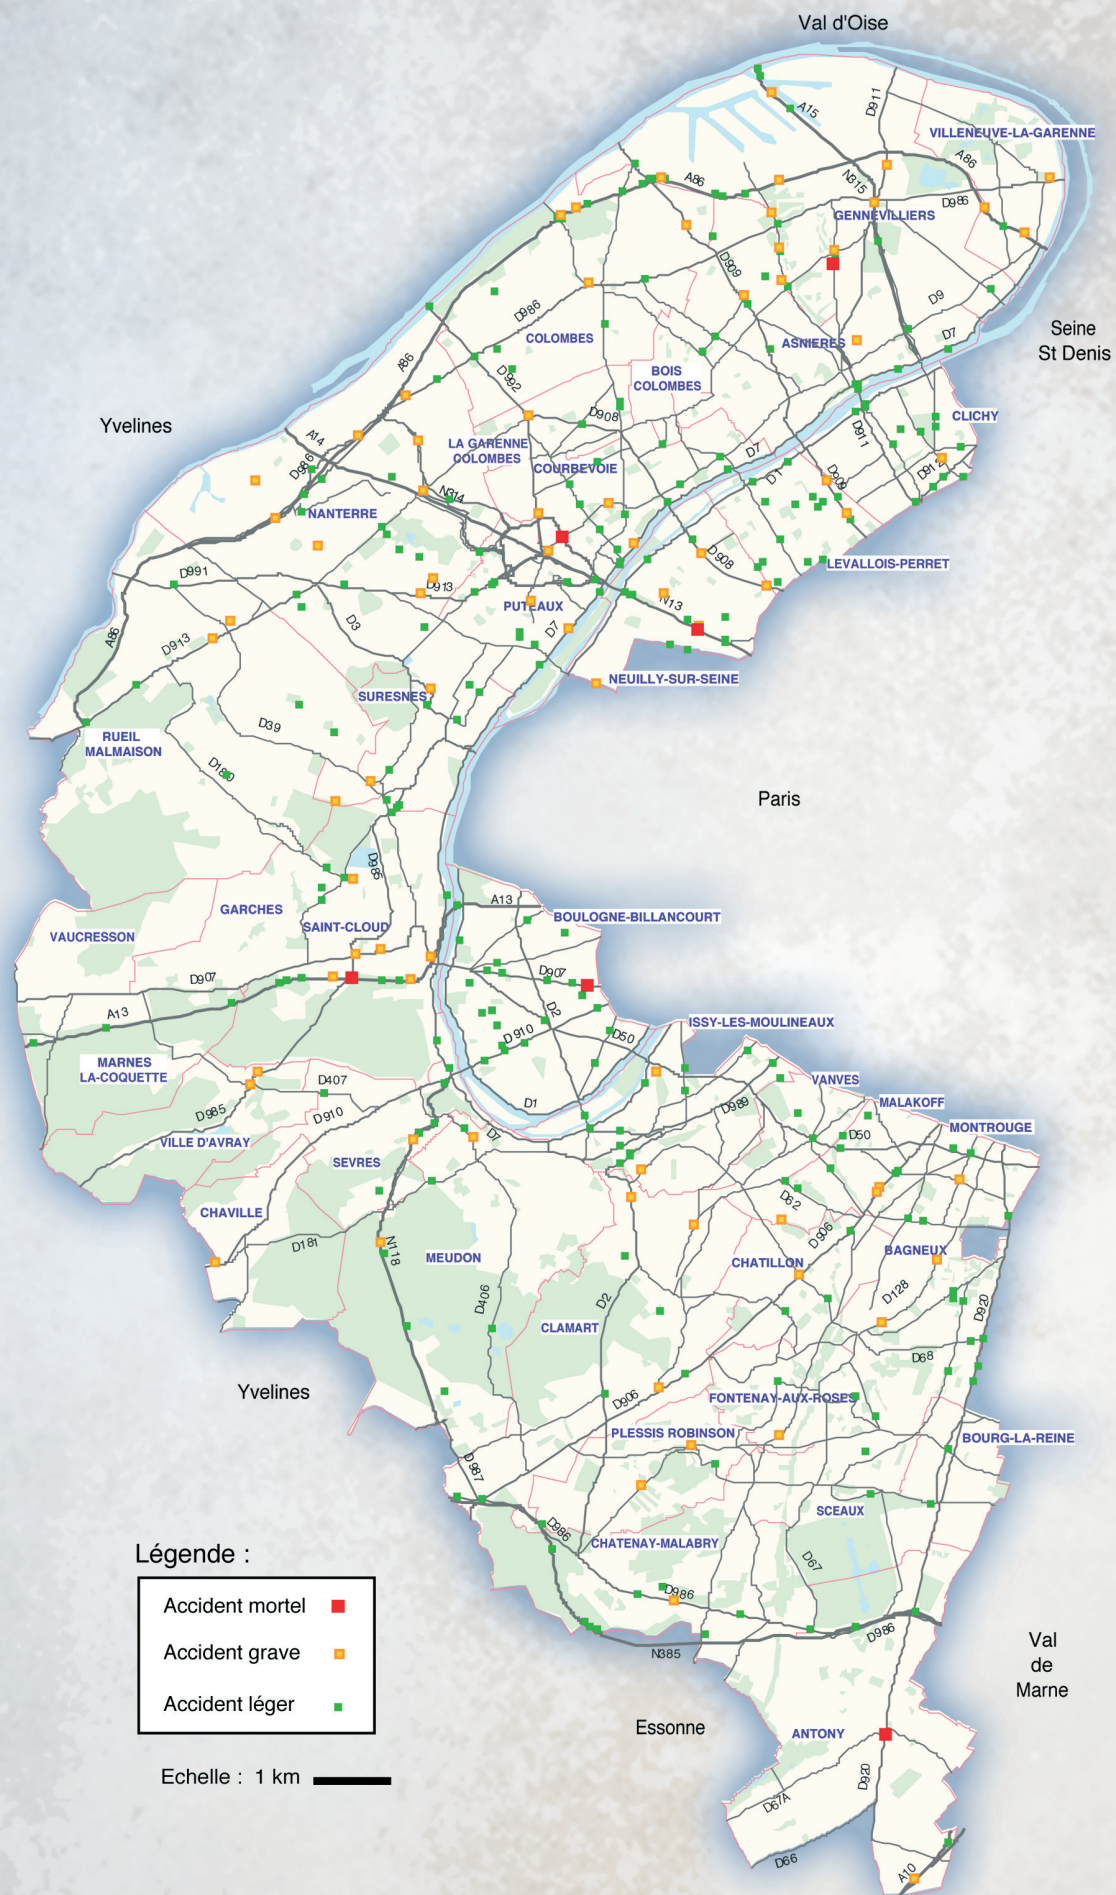 Val d'Oise
D911
A15
VILLENEUVE-LA-GARENNE
A86
A86
N315
D986
GENNEVILLIERS
D909
D9
Seine
St Denis
D986
COLOMBES
D7
ASNIERES
BOIS
COLOMBES
A86
D992
D908
CLICHY
Yvelines
A14
D986
LA GARENNE
COLOMBES
COURBEVOIE
D7
D1
D911
D909
D912
N314
NANTERRE
D908
LEVALLOIS-PERRET
D991
D913
PUTEAUX
N13
D7
D3
A86
D913
NEUILLY-SUR-SEINE
SURESNES
D39
RUEIL
MALMAISON
D180
Paris
D985
A13
GARCHES
BOULOGNE-BILLANCOURT
SAINT-CLOUD
VAUCRESSON
D907
D907
A13
D2
D50
D910
ISSY-LES-MOULINEAUX
MARNES
LA-COQUETTE
D407
VANVES
D1
D989
MALAKOFF
D985
D910
MONTROUGE
D7
D50
VILLE D'AVRAY
SEVRES
D62
CHAVILLE
D906
D181
N118
MEUDON
CHATILLON
BAGNEUX
D406
D2
D128
D920
CLAMART
D68
Yvelines
D906
FONTENAY-AUX-ROSES
PLESSIS ROBINSON
BOURG-LA-REINE
D987
SCEAUX
D986
CHATENAY-MALABRY
D67
Légende :
Accident mortel
Accident grave
Accident léger
D986
D986
N385
Val
de
Marne
Essonne
ANTONY
Echelle : 1 km
D920
D67A
D66
A10